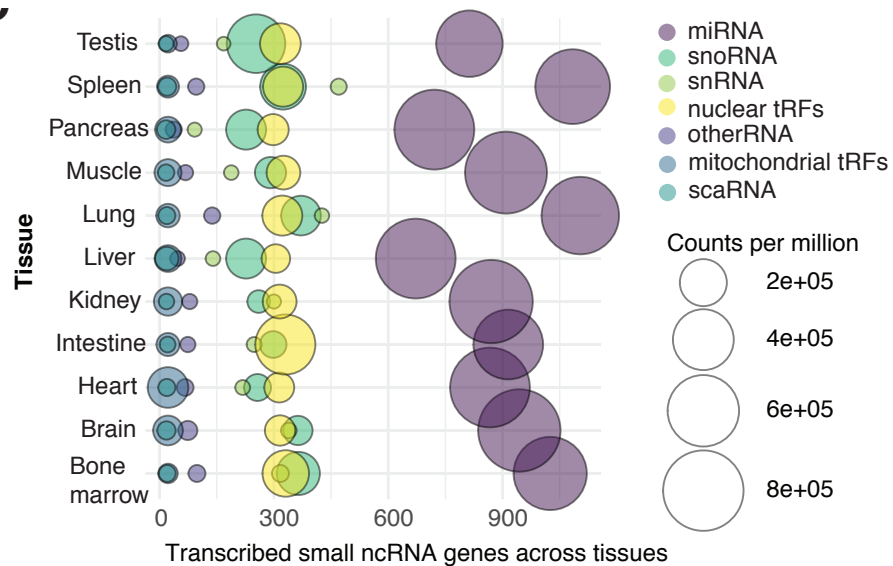 Testis
Spleen
Pancreas
Muscle
Lung
Liver
Kidney
Intestine
Heart
Brain
Bone
marrow
Tissue
0 300 600 900
Transcribed small ncRNA genes across tissues
miRNA
snoRNA
snRNA
nuclear tRFs
otherRNA
mitochondrial tRFs
scaRNA
Counts per million
2e+05
4e+05
6e+05
8e+05